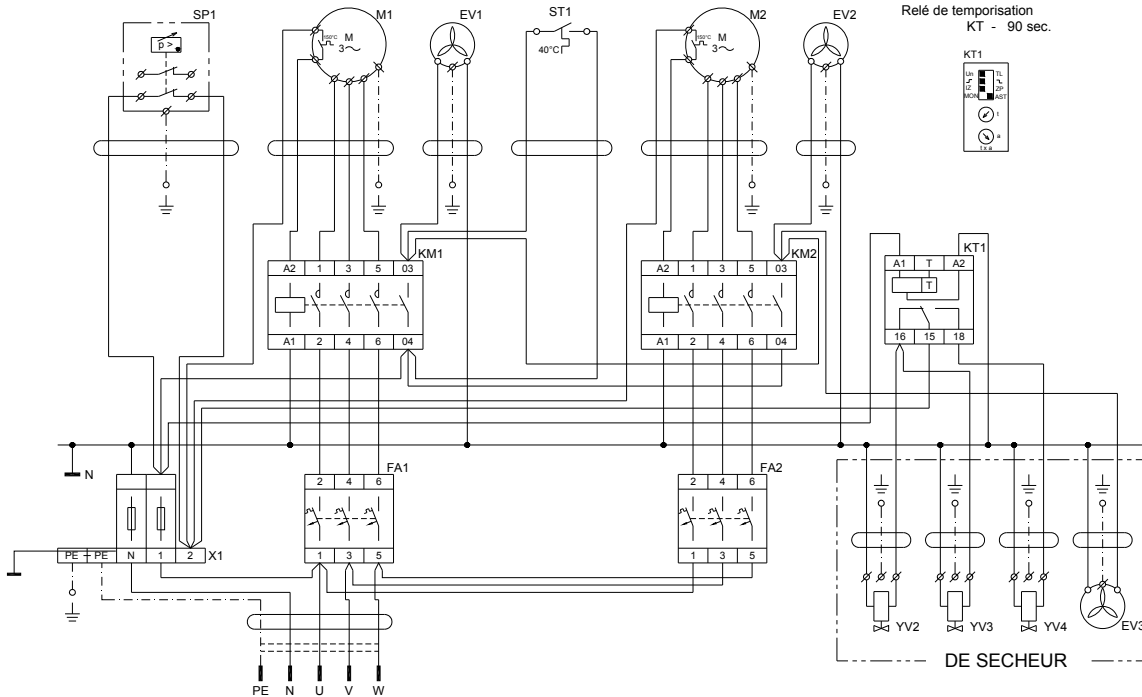 SP1
M1
EV1
ST1
M2
EV2
Relé de temporisation
KT - 90 sec.
KT1
Un TL
IZ ZP
MON AST
t
a
t x a
p >
150°C
M
3
40°C
150°C
M
3
KM1
KM2
KT1
A2 1 3 5 03
A2 1 3 5 03
A1 T A2
T
A1 2 4 6 04
A1 2 4 6 04
16 15 18
N
FA1
FA2
2 4 6
2 4 6
PE PE N 1 2 X1
1 3 5
1 3 5
YV2
YV3
YV4
EV3
DE SECHEUR
PE N U V W